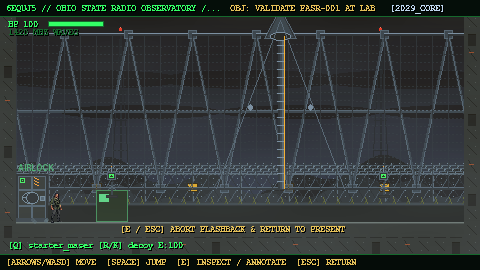 6EQUJ5 // OHIO STATE RADIO OBSERVATORY /... OBJ: VALIDATE FASR-001 AT LAB [2029_CORE]
BP 100
AIRLOCK
[E / ESC] ABORT FLASHBACK & RETURN TO PRESENT
[Q] starter_maser [R/K] decoy E:100
[ARROWS/WASD] MOVE [SPACE] JUMP [E] INSPECT / ANNOTATE [ESC] RETURN